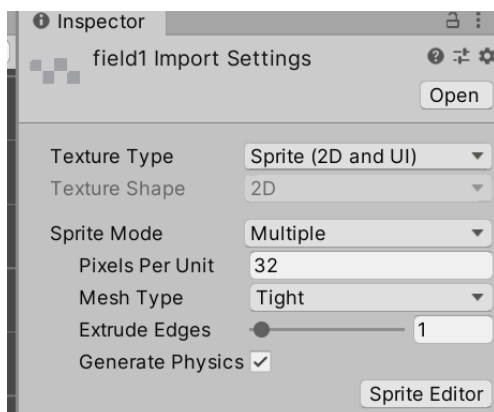 Inspector
field1 Import Settings
Open
Texture Type Sprite (2D and UI)
Texture Shape 2D
Sprite Mode Multiple
Pixels Per Unit 32
Mesh Type Tight
Extrude Edges 1
Generate Physics
Sprite Editor